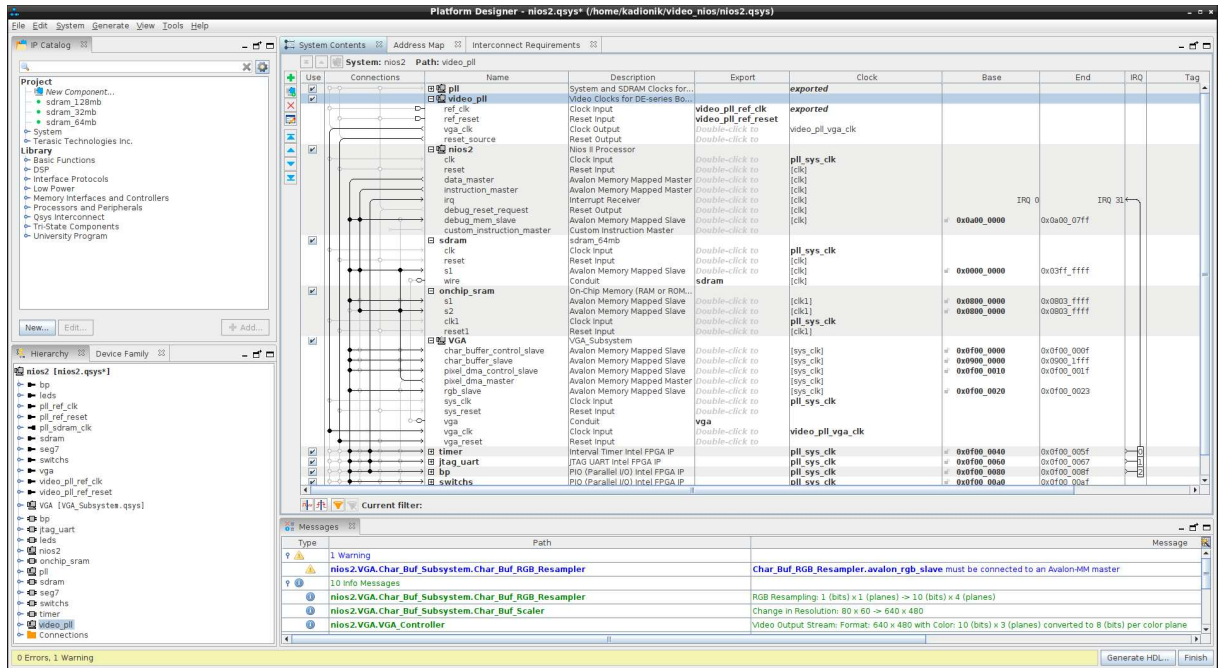 Platform Designer - nios2.qsys* (/home/kadionik/video_nios/nios2.qsys)
File Edit System Generate View Tools Help
IP Catalog
Project
New Component...
sdram_128mb
sdram_32mb
sdram_64mb
System
Terasic Technologies Inc.
Library
Basic Functions
DSP
Interface Protocols
Low Power
Memory Interfaces and Controllers
Processors and Peripherals
Qsys Interconnect
Tri-State Components
University Program
New... Edit... Add...
Hierarchy Device Family
nios2 [nios2.qsys*]
bp
leds
pll_ref_clk
pll_ref_reset
pll_sdram_clk
sdram
seg7
switchs
vga
video_pll_ref_clk
video_pll_ref_reset
VGA [VGA_Subsystem.qsys]
bp
jtag_uart
leds
nios2
onchip_sram
pll
sdram
seg7
switchs
timer
video_pll
Connections
System Contents Address Map Interconnect Requirements
System: nios2 Path: video_pll
Use Connections Name Description Export Clock Base End IRQ Tag
pll System and SDRAM Clocks for... exported
video_pll Video Clocks for DE-series Bo...
ref_clk Clock Input video_pll_ref_clk exported
ref_reset Reset Input video_pll_ref_reset
vga_clk Clock Output Double-click to video_pll_vga_clk
reset_source Reset Output Double-click to
nios2 Nios II Processor
clk Clock Input Double-click to pll_sys_clk
reset Reset Input Double-click to [clk]
data_master Avalon Memory Mapped Master Double-click to [clk]
instruction_master Avalon Memory Mapped Master Double-click to [clk]
irq Interrupt Receiver Double-click to [clk] IRQ 0 IRQ 31
debug_reset_request Reset Output Double-click to [clk]
debug_mem_slave Avalon Memory Mapped Slave Double-click to [clk] 0x0a00_0000 0x0a00_07ff
custom_instruction_master Custom Instruction Master Double-click to
sdram sdram_64mb
clk Clock Input Double-click to pll_sys_clk
reset Reset Input Double-click to [clk]
s1 Avalon Memory Mapped Slave Double-click to [clk] 0x0000_0000 0x03ff_ffff
wire Conduit sdram [clk]
onchip_sram On-Chip Memory (RAM or ROM...
s1 Avalon Memory Mapped Slave Double-click to [clk1] 0x0800_0000 0x0803_ffff
s2 Avalon Memory Mapped Slave Double-click to [clk1] 0x0800_0000 0x0803_ffff
clk1 Clock Input Double-click to pll_sys_clk
reset1 Reset Input Double-click to [clk1]
VGA VGA_Subsystem
char_buffer_control_slave Avalon Memory Mapped Slave Double-click to [sys_clk] 0x0f00_0000 0x0f00_000f
char_buffer_slave Avalon Memory Mapped Slave Double-click to [sys_clk] 0x0900_0000 0x0900_1fff
pixel_dma_control_slave Avalon Memory Mapped Slave Double-click to [sys_clk] 0x0f00_0010 0x0f00_001f
pixel_dma_master Avalon Memory Mapped Master Double-click to [sys_clk]
rgb_slave Avalon Memory Mapped Slave Double-click to [sys_clk] 0x0f00_0020 0x0f00_0023
sys_clk Clock Input Double-click to pll_sys_clk
sys_reset Reset Input Double-click to
vga Conduit vga
vga_clk Clock Input Double-click to video_pll_vga_clk
vga_reset Reset Input Double-click to
timer Interval Timer Intel FPGA IP pll_sys_clk 0x0f00_0040 0x0f00_005f 0
jtag_uart JTAG UART Intel FPGA IP pll_sys_clk 0x0f00_0060 0x0f00_0067 1
bp PIO (Parallel I/O) Intel FPGA IP pll_sys_clk 0x0f00_0080 0x0f00_008f 2
switchs PIO (Parallel I/O) Intel FPGA IP pll_sys_clk 0x0f00_00a0 0x0f00_00af
Current filter:
Messages
Type Path Message
1 Warning
nios2.VGA.Char_Buf_Subsystem.Char_Buf_RGB_Resampler Char_Buf_RGB_Resampler.avalon_rgb_slave must be connected to an Avalon-MM master
10 Info Messages
nios2.VGA.Char_Buf_Subsystem.Char_Buf_RGB_Resampler RGB Resampling: 1 (bits) x 1 (planes) -> 10 (bits) x 4 (planes)
nios2.VGA.Char_Buf_Subsystem.Char_Buf_Scaler Change in Resolution: 80 x 60 -> 640 x 480
nios2.VGA.VGA_Controller Video Output Stream: Format: 640 x 480 with Color: 10 (bits) x 3 (planes) converted to 8 (bits) per color plane
0 Errors, 1 Warning
Generate HDL... Finish